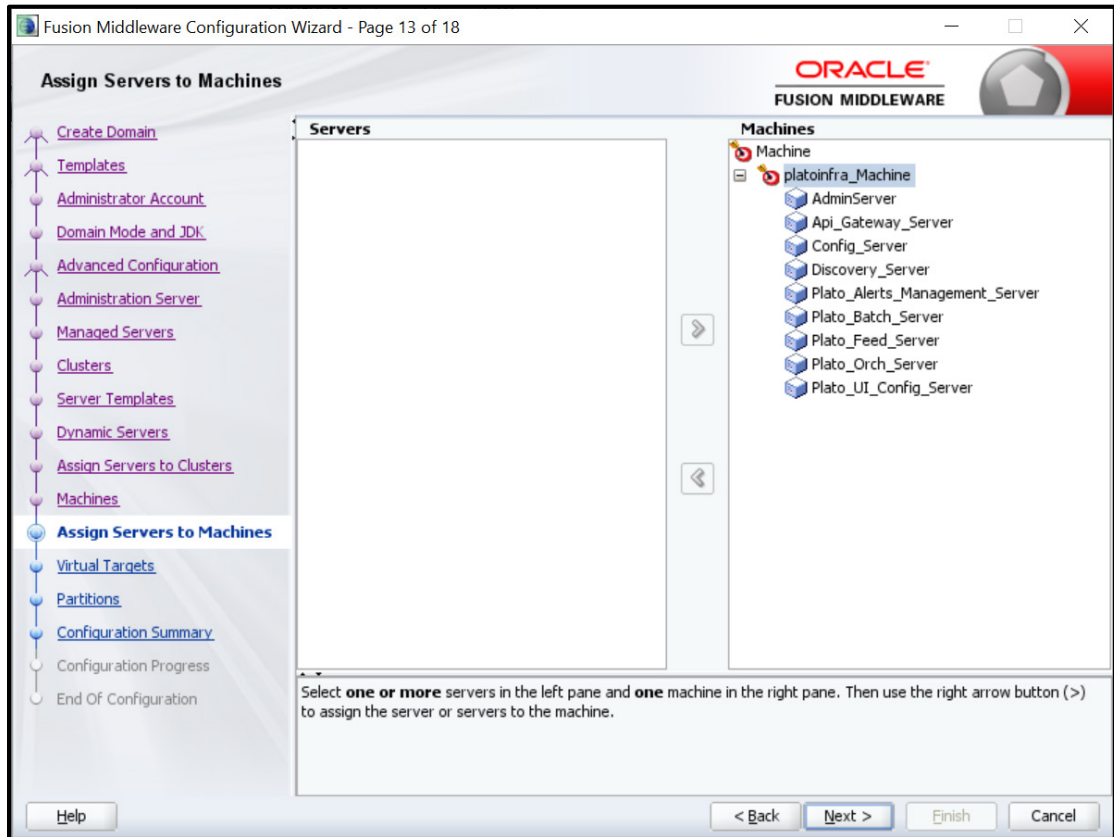 Fusion Middleware Configuration Wizard - Page 13 of 18
Assign Servers to Machines
ORACLE
FUSION MIDDLEWARE
Create Domain
Templates
Administrator Account
Domain Mode and JDK
Advanced Configuration
Administration Server
Managed Servers
Clusters
Server Templates
Dynamic Servers
Assign Servers to Clusters
Machines
Assign Servers to Machines
Virtual Targets
Partitions
Configuration Summary
Configuration Progress
End Of Configuration
Servers
Machines
Machine
platoinfra_Machine
AdminServer
Api_Gateway_Server
Config_Server
Discovery_Server
Plato_Alerts_Management_Server
Plato_Batch_Server
Plato_Feed_Server
Plato_Orch_Server
Plato_UI_Config_Server
Select one or more servers in the left pane and one machine in the right pane. Then use the right arrow button (>)
to assign the server or servers to the machine.
Help
< Back
Next >
Finish
Cancel